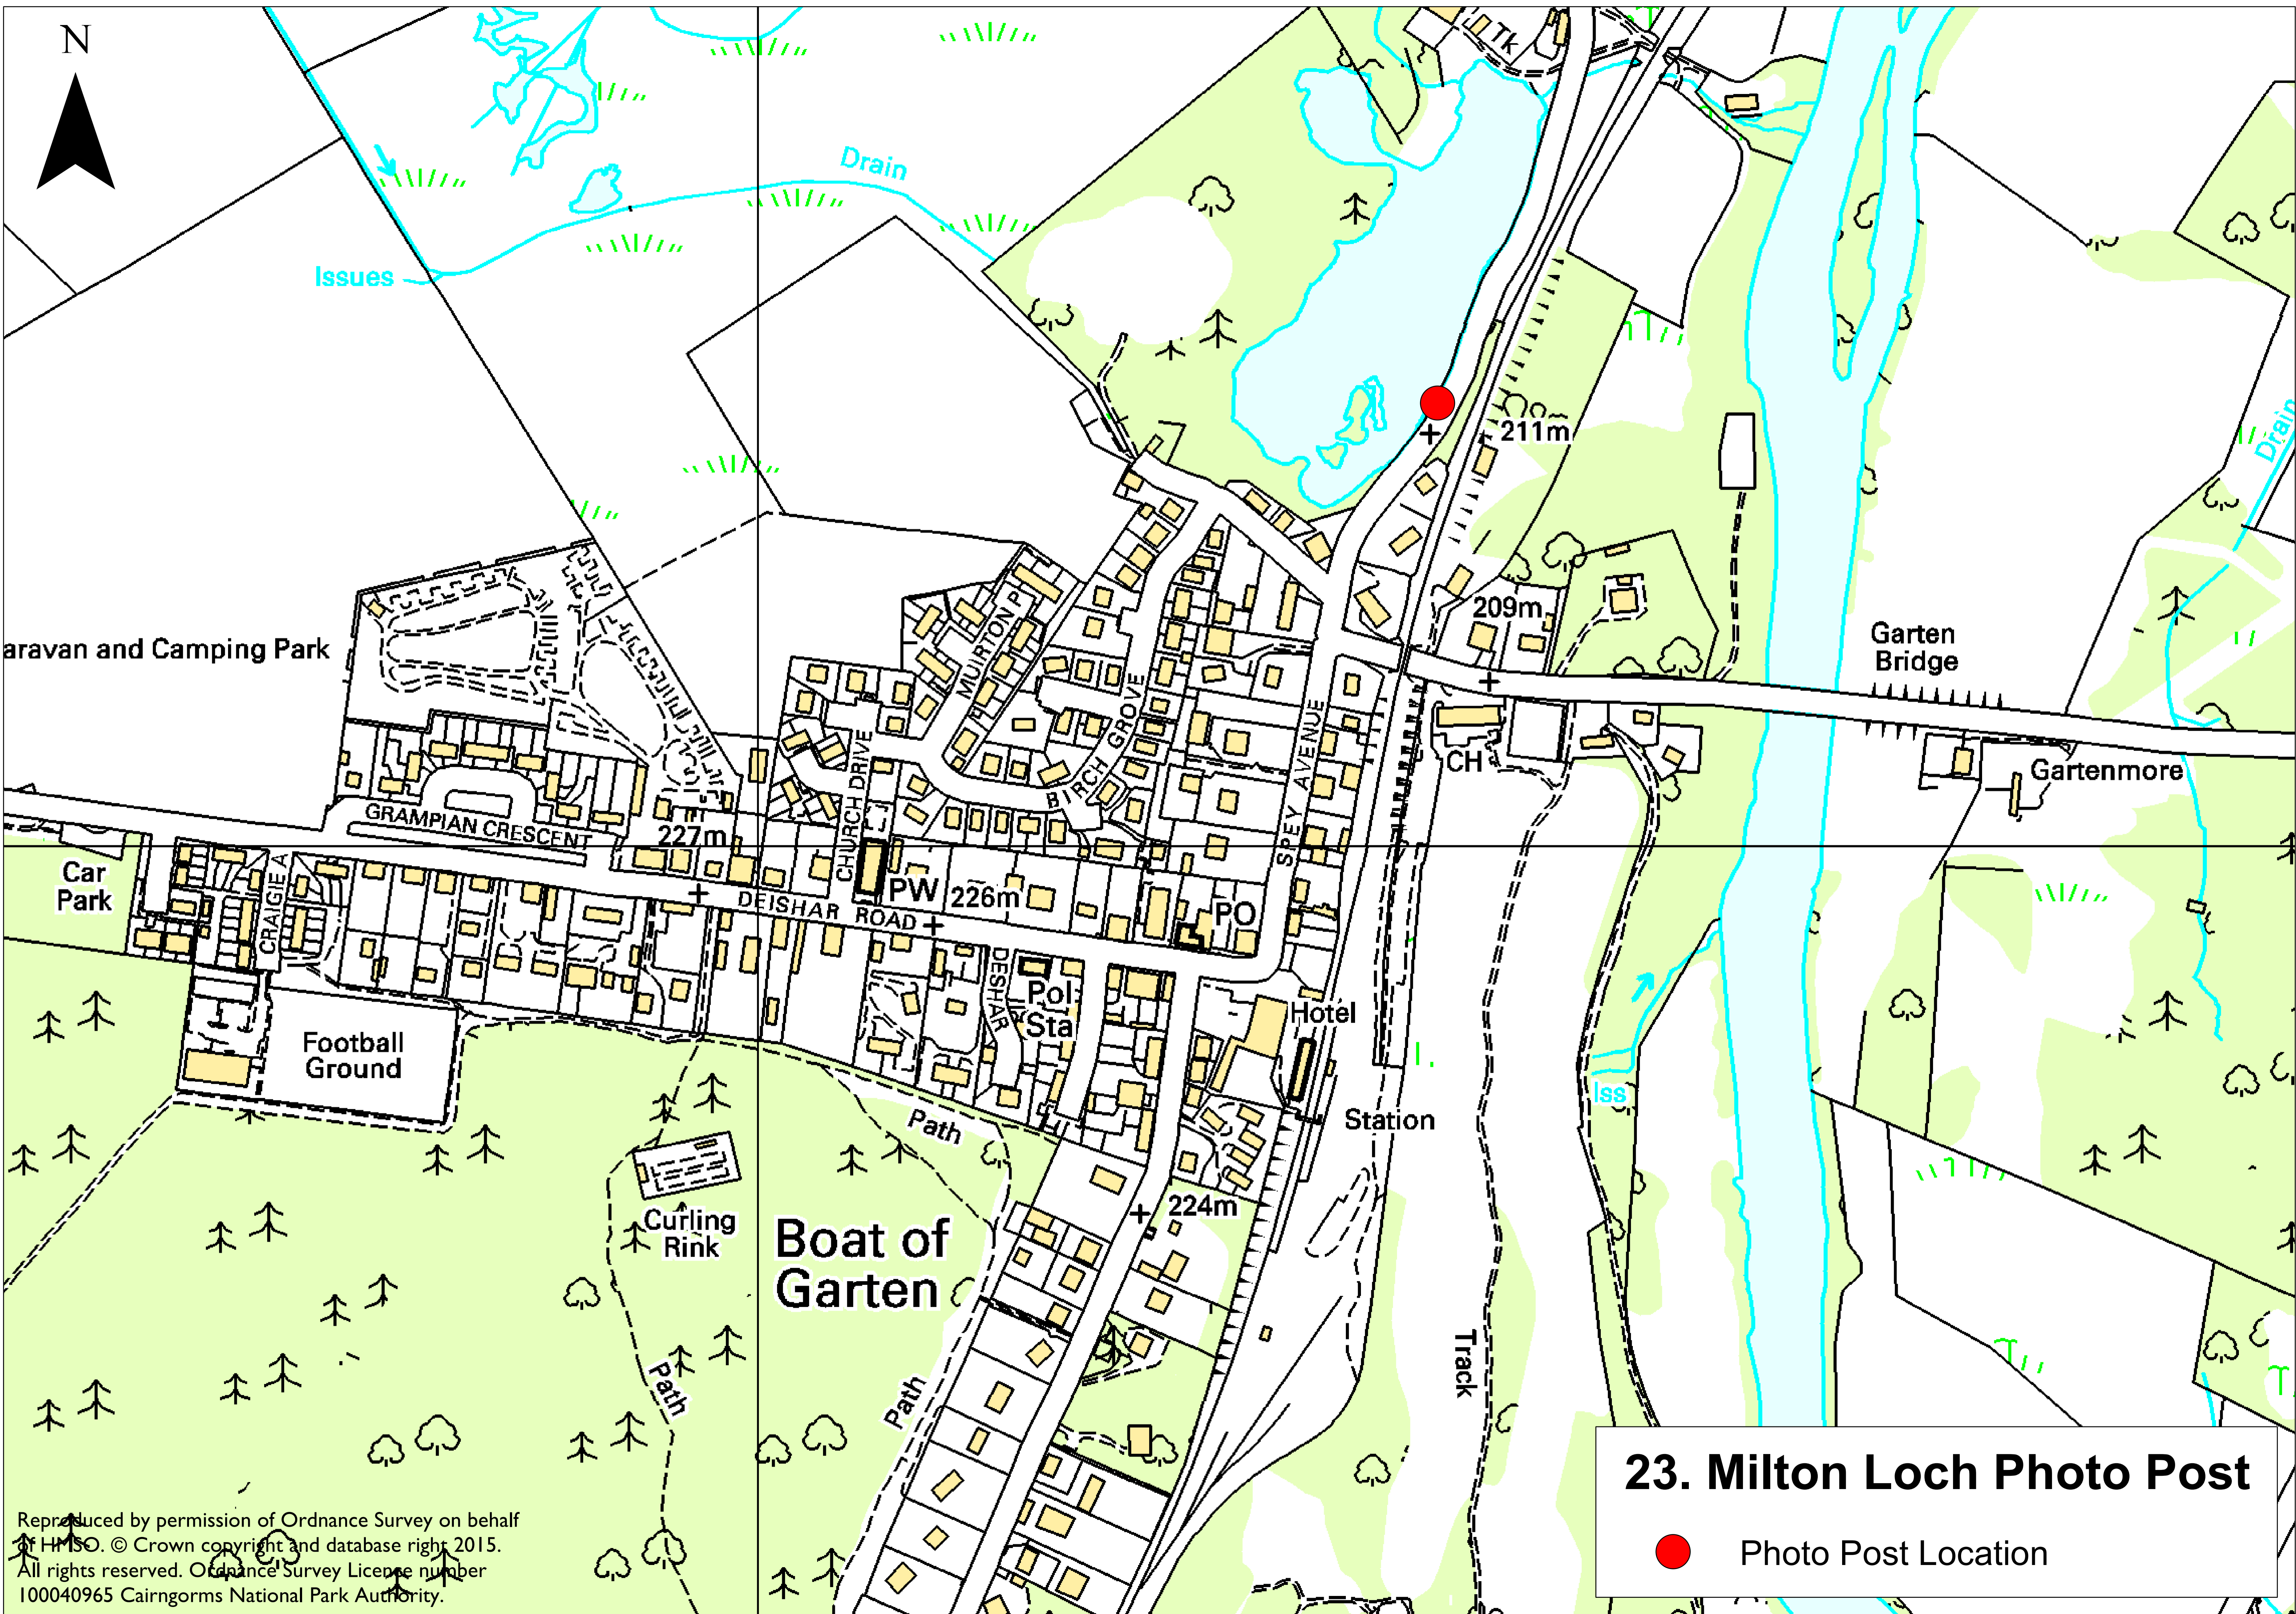 N
Tk
Drain
Issues
211m
Drain
209m
Garten
Bridge
aravan and Camping Park
MUIRTON P
BIRCH GROVE
SPEY AVENUE
CHURCH DRIVE
CH
Gartenmore
GRAMPIAN CRESCENT
227m
Car
Park
CRAIGIE A
PW
226m
DEISHAR ROAD
PO
DESHAR
Pol
Sta
Hotel
Football
Ground
Iss
Path
Station
Curling
Rink
224m
Boat of
Garten
Path
Path
Track
23. Milton Loch Photo Post
Photo Post Location
Reproduced by permission of Ordnance Survey on behalf
of HMSO. © Crown copyright and database right 2015.
All rights reserved. Ordnance Survey License number
100040965 Cairngorms National Park Authority.